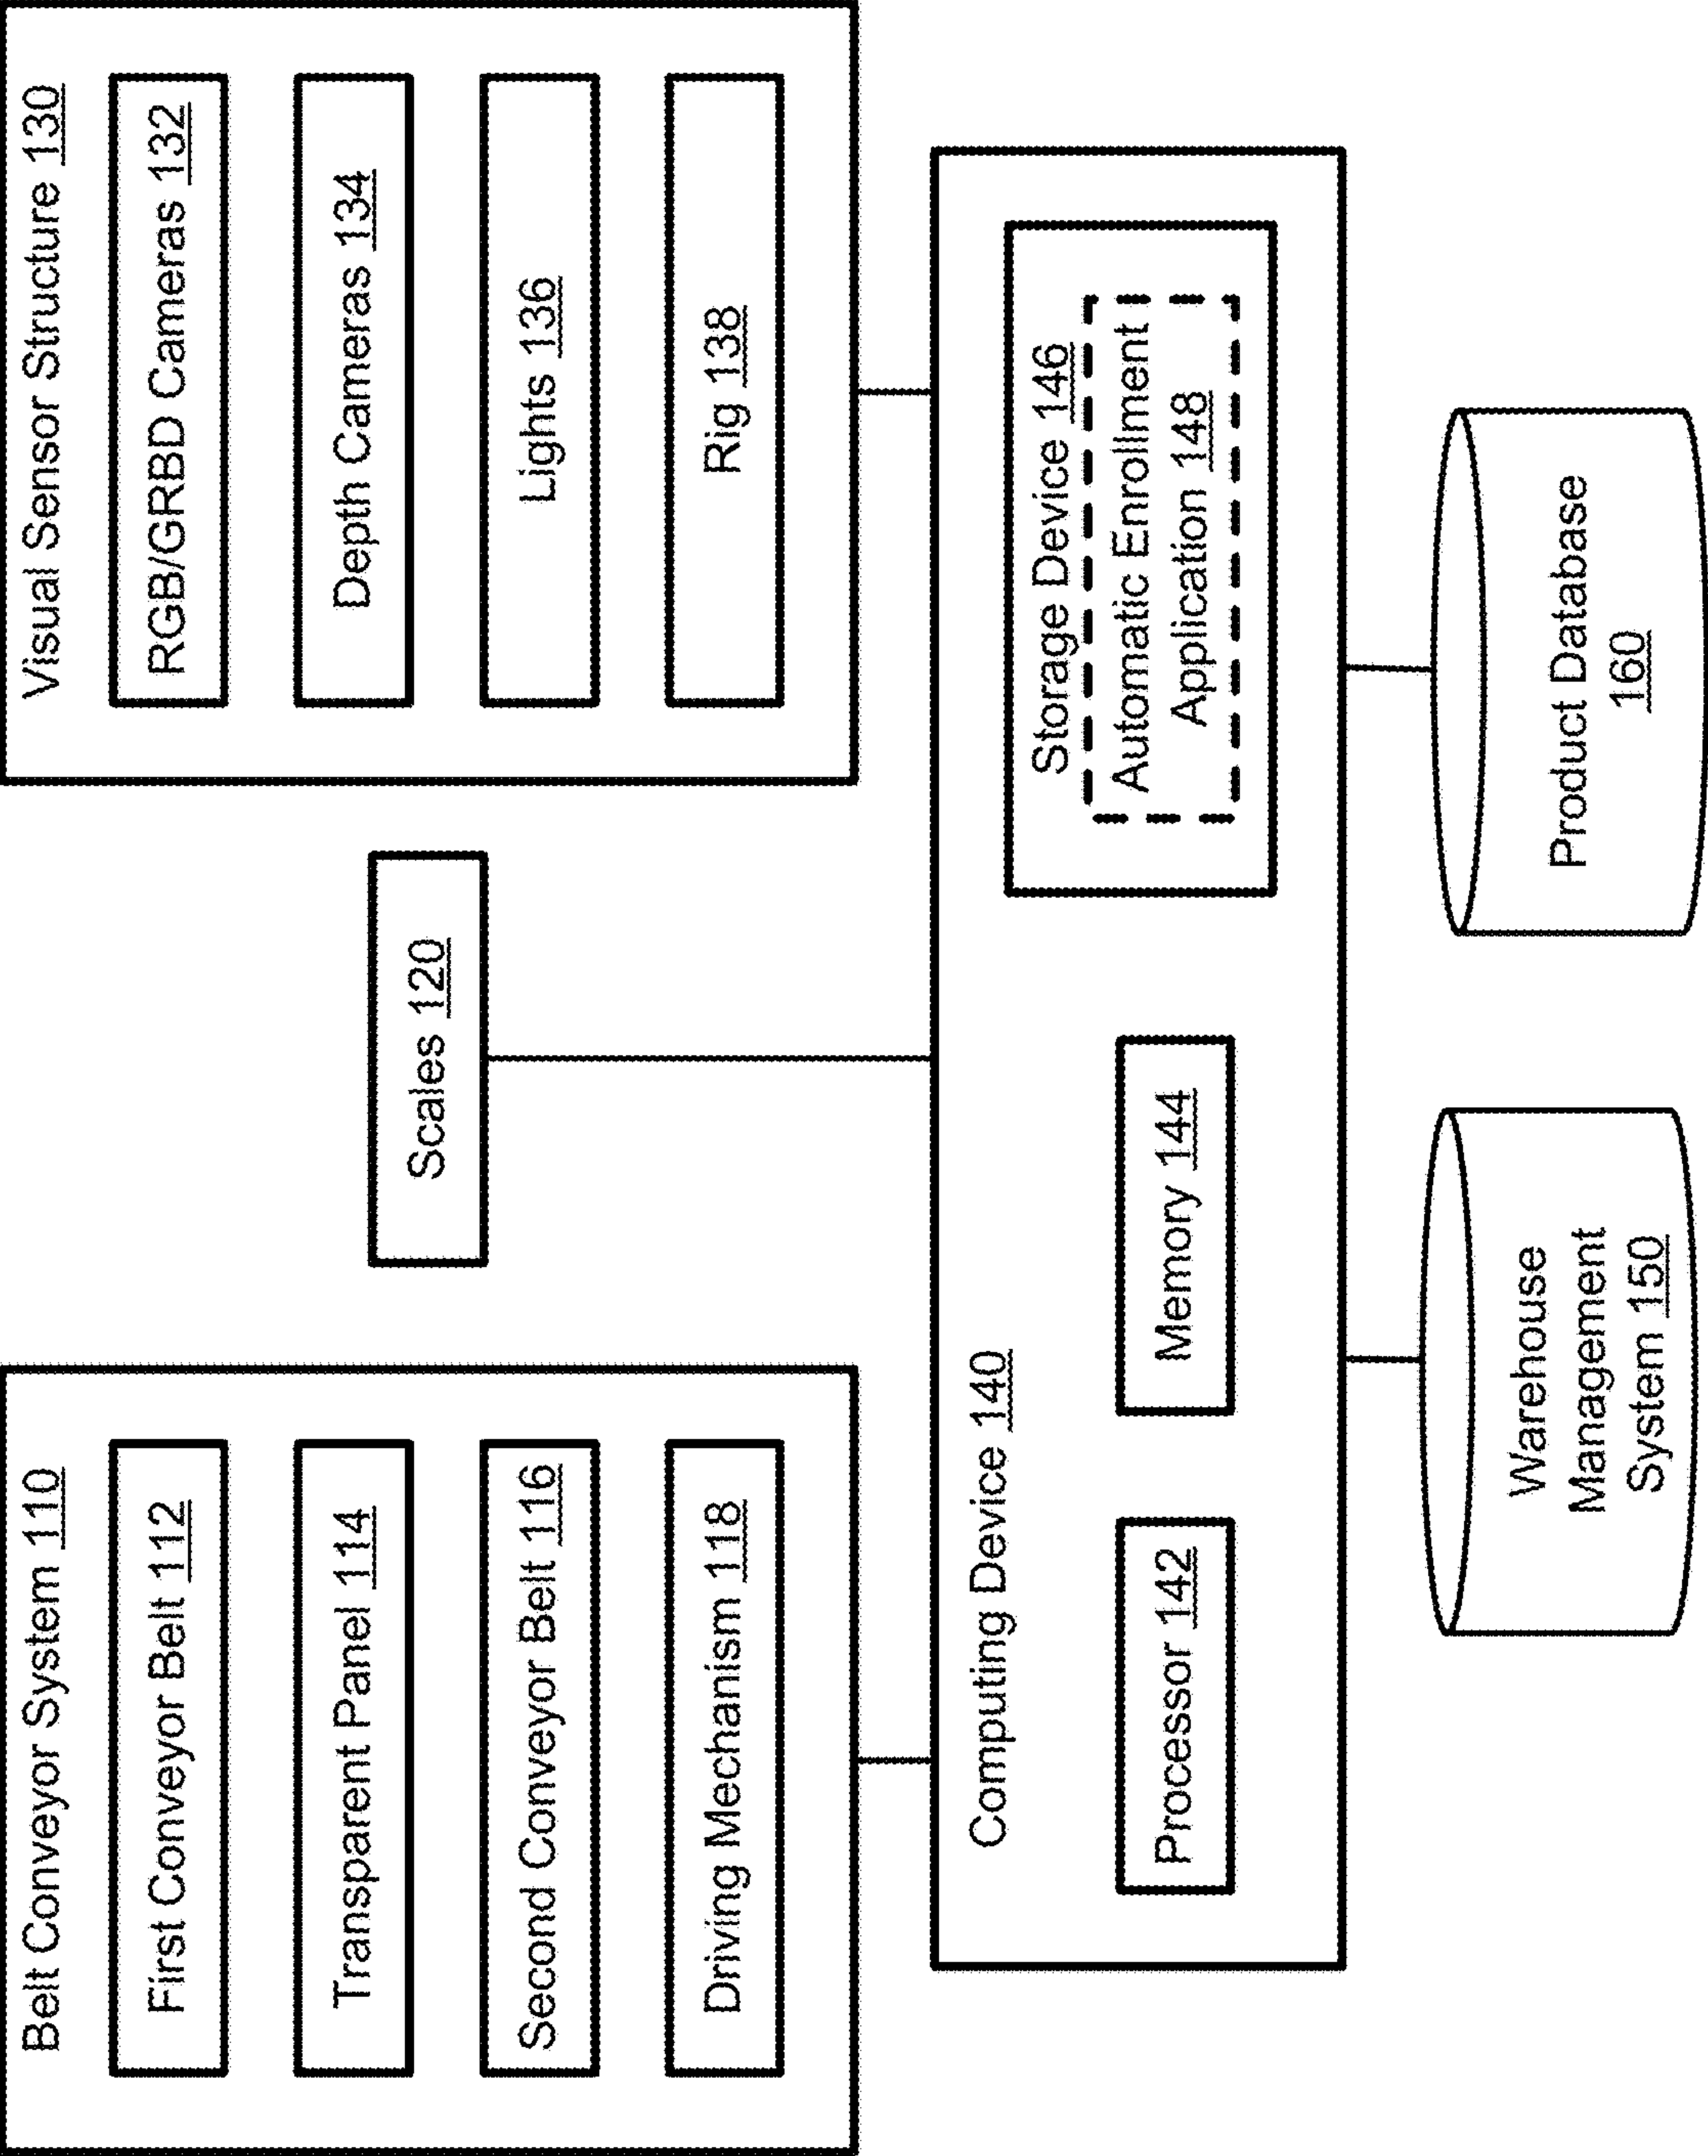 Belt Conveyor System 110
First Conveyor Belt 112
Transparent Panel 114
Second Conveyor Belt 116
Driving Mechanism 118
Scales 120
Visual Sensor Structure 130
RGB/GRBD Cameras 132
Depth Cameras 134
Lights 136
Rig 138
Computing Device 140
Processor 142
Memory 144
Storage Device 146
Automatic Enrollment
Application 148
Warehouse
Management
System 150
Product Database
160